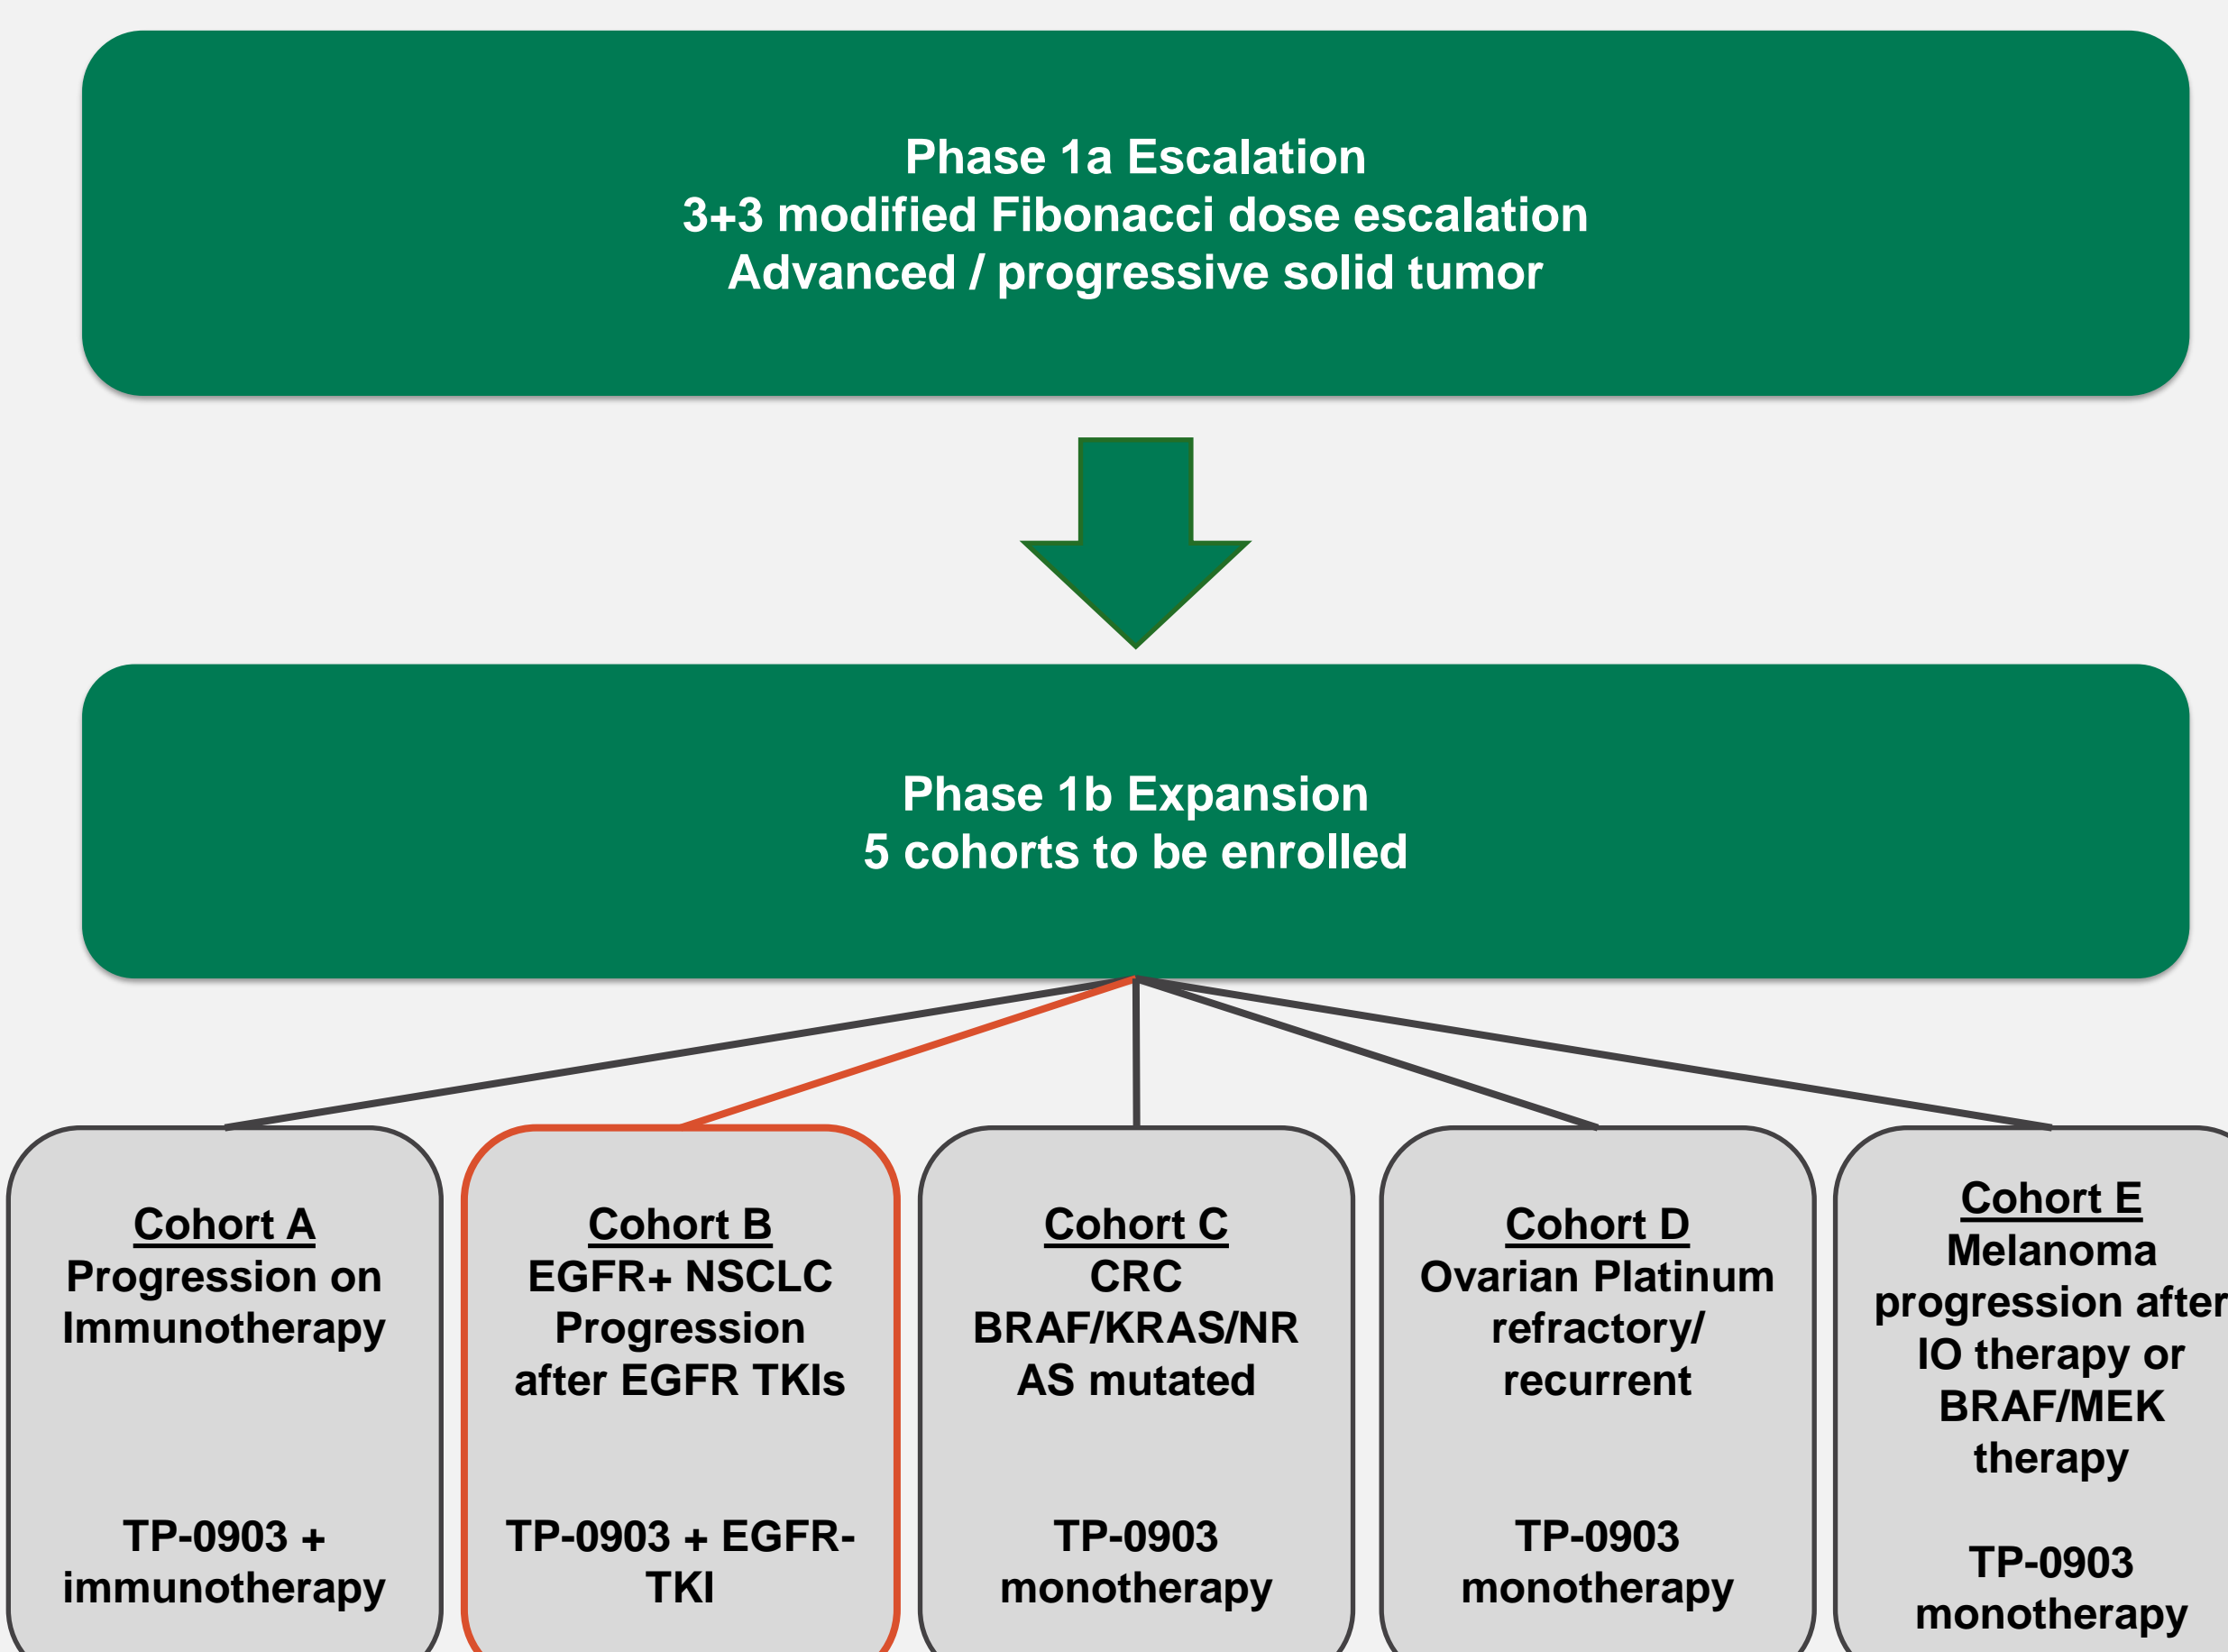 Phase 1a Escalation
3+3 modified Fibonacci dose escalation
Advanced / progressive solid tumor
Phase 1b Expansion
5 cohorts to be enrolled
Cohort A
Progression on
Immunotherapy
TP-0903 +
immunotherapy
Cohort B
EGFR+ NSCLC
Progression
after EGFR TKIs
TP-0903 + EGFR-
TKI
Cohort C
CRC
BRAF/KRAS/NR
AS mutated
TP-0903
monotherapy
Cohort D
Ovarian Platinum
refractory/
recurrent
TP-0903
monotherapy
Cohort E
Melanoma
progression after
IO therapy or
BRAF/MEK
therapy
TP-0903
monotherapy